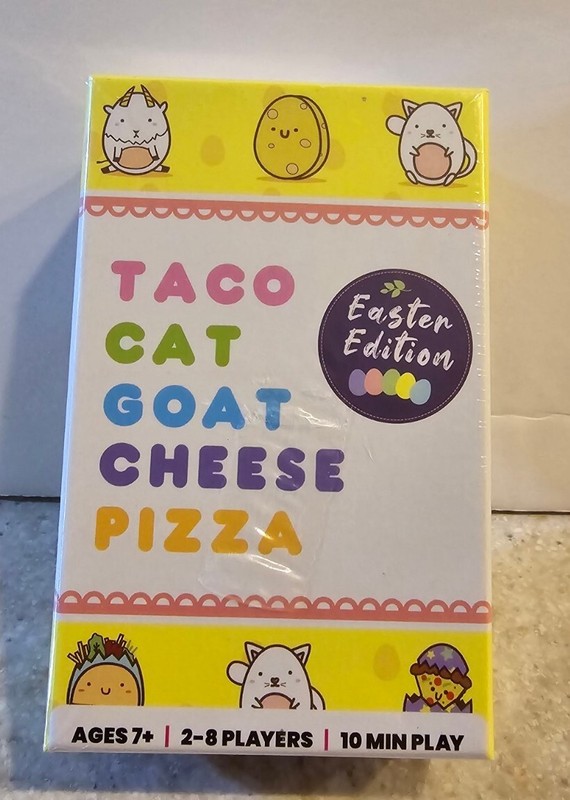 TACO
CAT
GOAT
CHEESE
PIZZA
Easter
Edition
AGES 7+ | 2-8 PLAYERS | 10 MIN PLAY